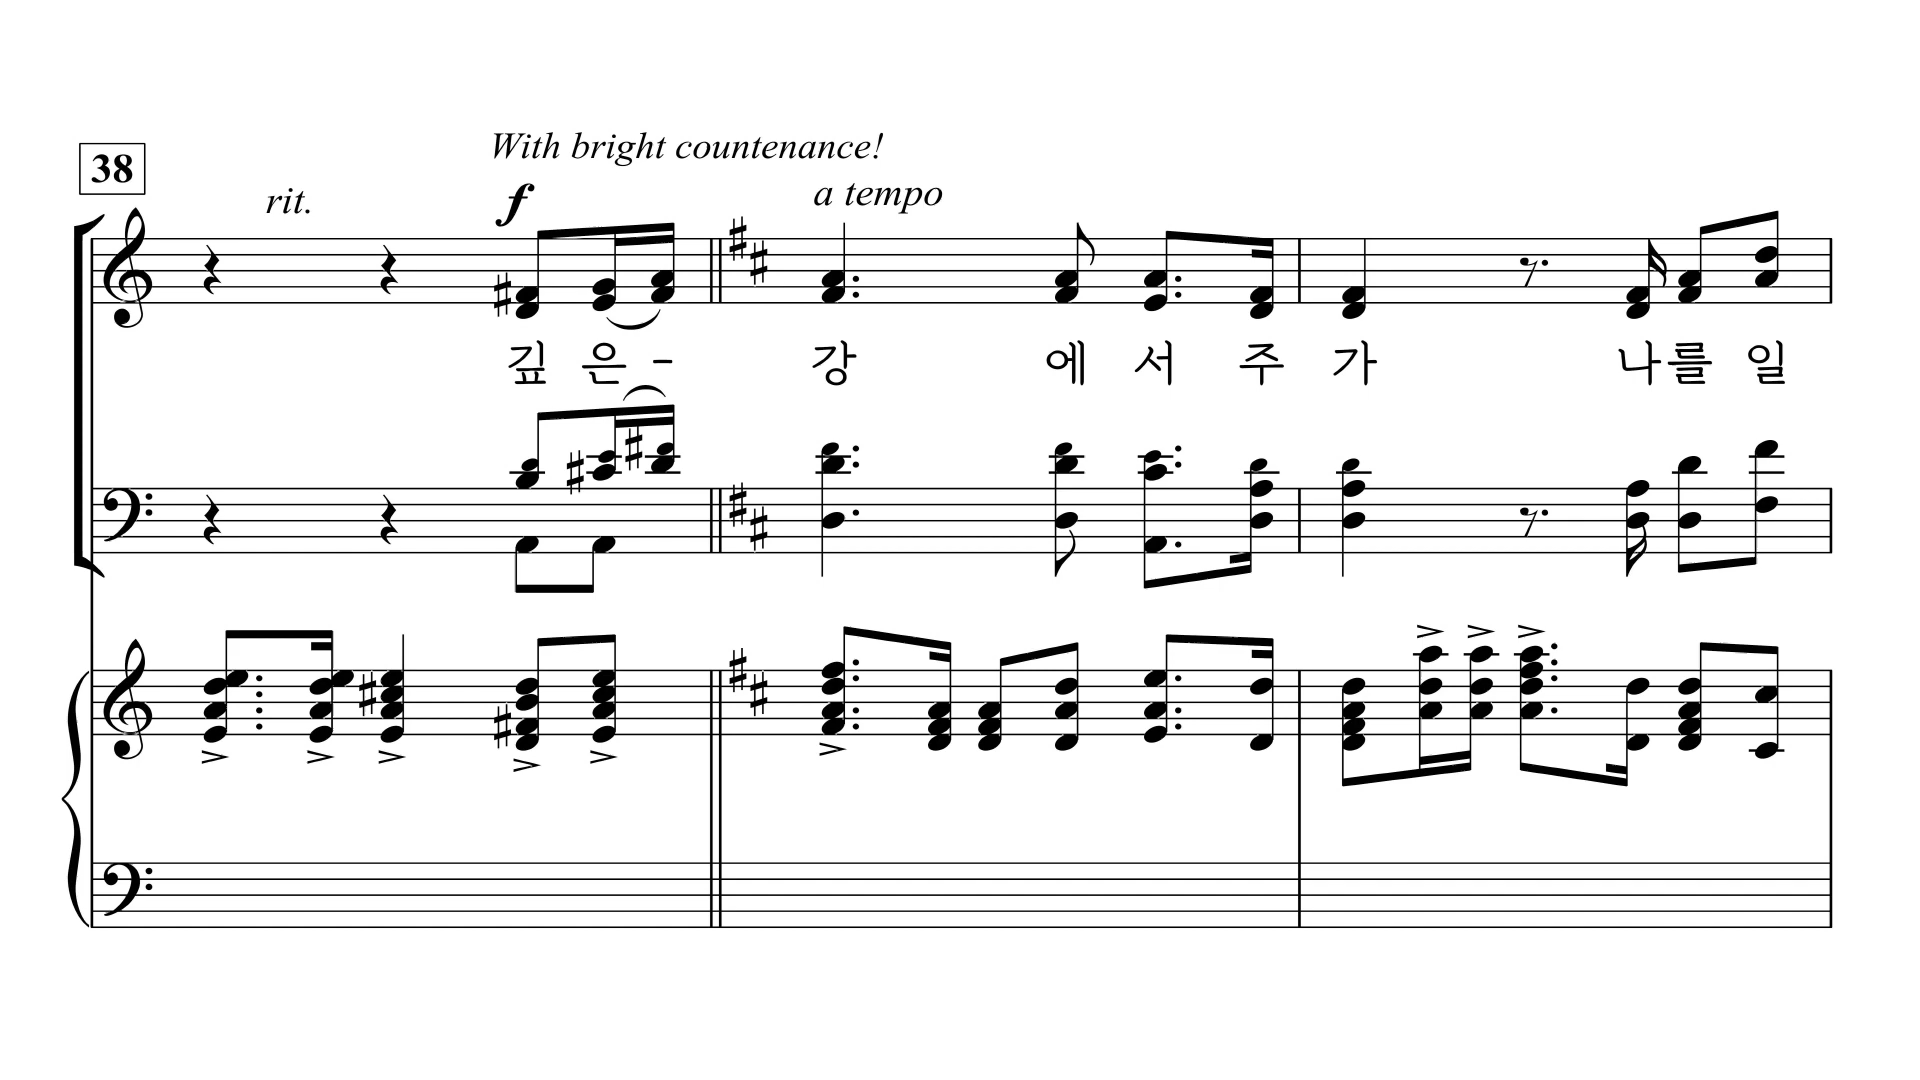 With bright countenance!
38
rit.
f
a tempo
깊 은 - 강 에 서 주 가 나 를 일